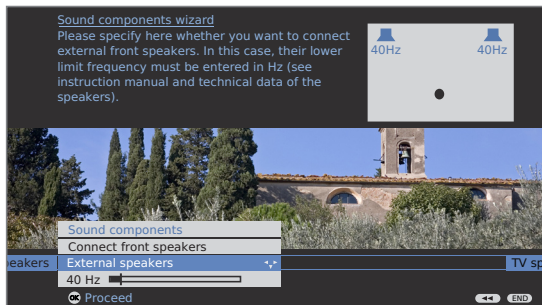 Sound components wizard
Please specify here whether you want to connect
external front speakers. In this case, their lower
limit frequency must be entered in Hz (see
instruction manual and technical data of the
speakers).
40Hz 40Hz
Sound components
Connect front speakers
eakers External speakers TV sp
40 Hz
OK Proceed END